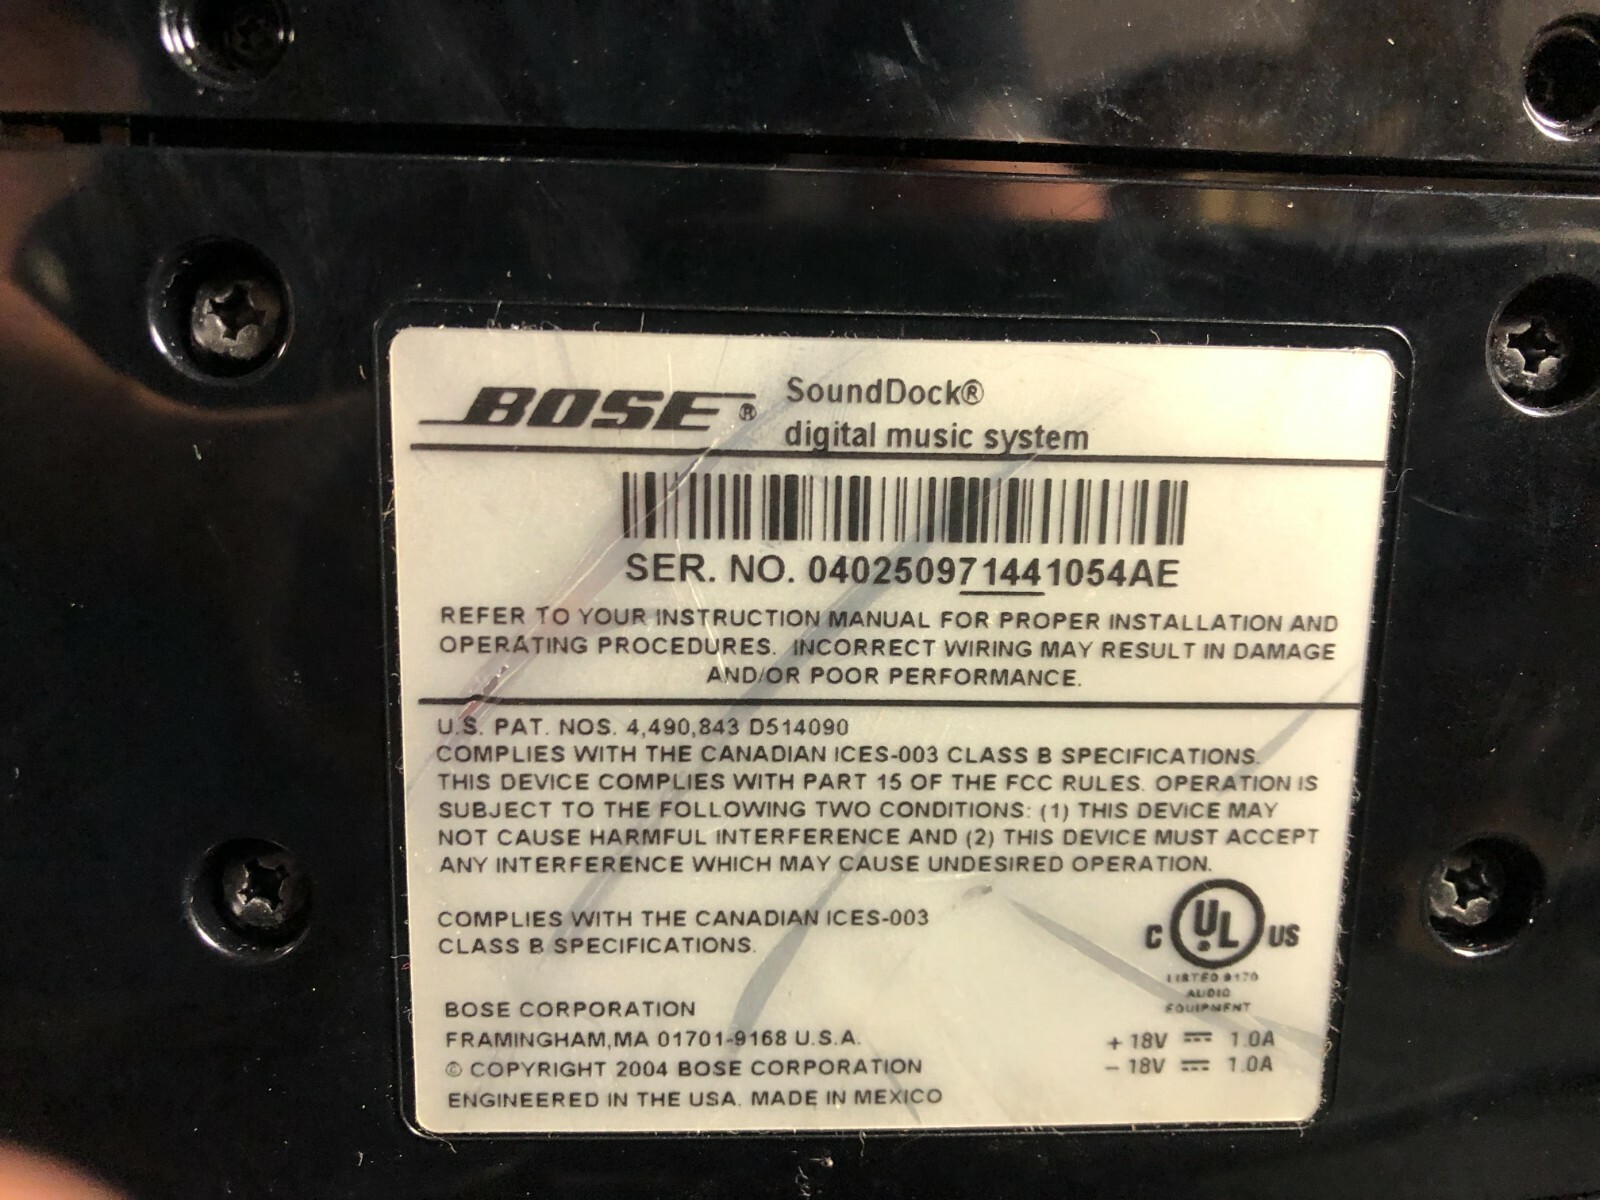 BOSE® SoundDock®
digital music system
SER. NO. 040250971441054AE
REFER TO YOUR INSTRUCTION MANUAL FOR PROPER INSTALLATION AND
OPERATING PROCEDURES. INCORRECT WIRING MAY RESULT IN DAMAGE
AND/OR POOR PERFORMANCE.
U.S. PAT. NOS. 4,490,843 D514090
COMPLIES WITH THE CANADIAN ICES-003 CLASS B SPECIFICATIONS.
THIS DEVICE COMPLIES WITH PART 15 OF THE FCC RULES. OPERATION IS
SUBJECT TO THE FOLLOWING TWO CONDITIONS: (1) THIS DEVICE MAY
NOT CAUSE HARMFUL INTERFERENCE AND (2) THIS DEVICE MUST ACCEPT
ANY INTERFERENCE WHICH MAY CAUSE UNDESIRED OPERATION.
COMPLIES WITH THE CANADIAN ICES-003
CLASS B SPECIFICATIONS.
C UL US
LISTED 9170
AUDIO
EQUIPMENT
BOSE CORPORATION
FRAMINGHAM, MA 01701-9168 U.S.A.
© COPYRIGHT 2004 BOSE CORPORATION
ENGINEERED IN THE USA. MADE IN MEXICO
+ 18V ⎓ 1.0A
− 18V ⎓ 1.0A